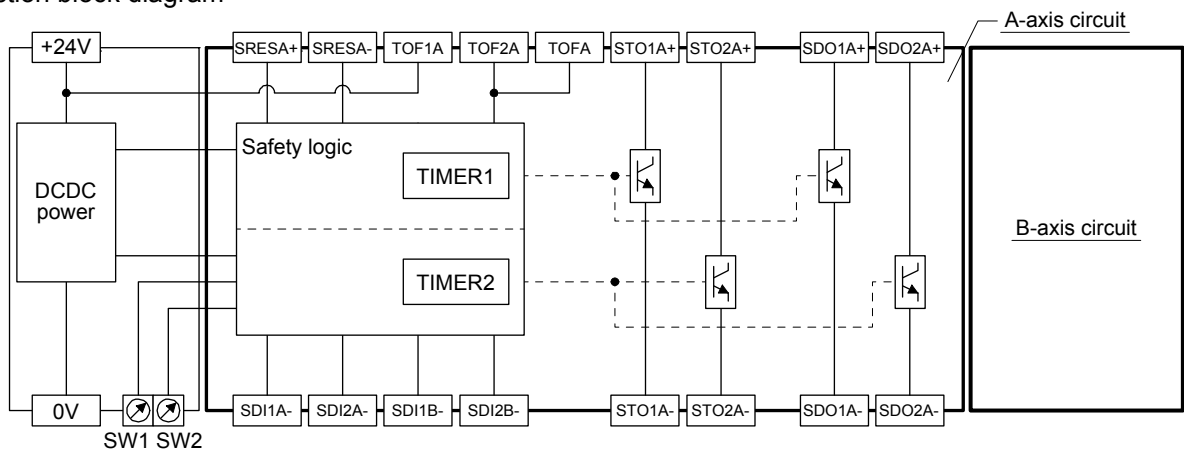 ction block diagram
A-axis circuit
+24V SRESA+ SRESA- TOF1A TOF2A TOFA STO1A+ STO2A+ SDO1A+ SDO2A+
Safety logic
TIMER1
DCDC
power
B-axis circuit
TIMER2
0V SDI1A- SDI2A- SDI1B- SDI2B- STO1A- STO2A- SDO1A- SDO2A-
SW1 SW2